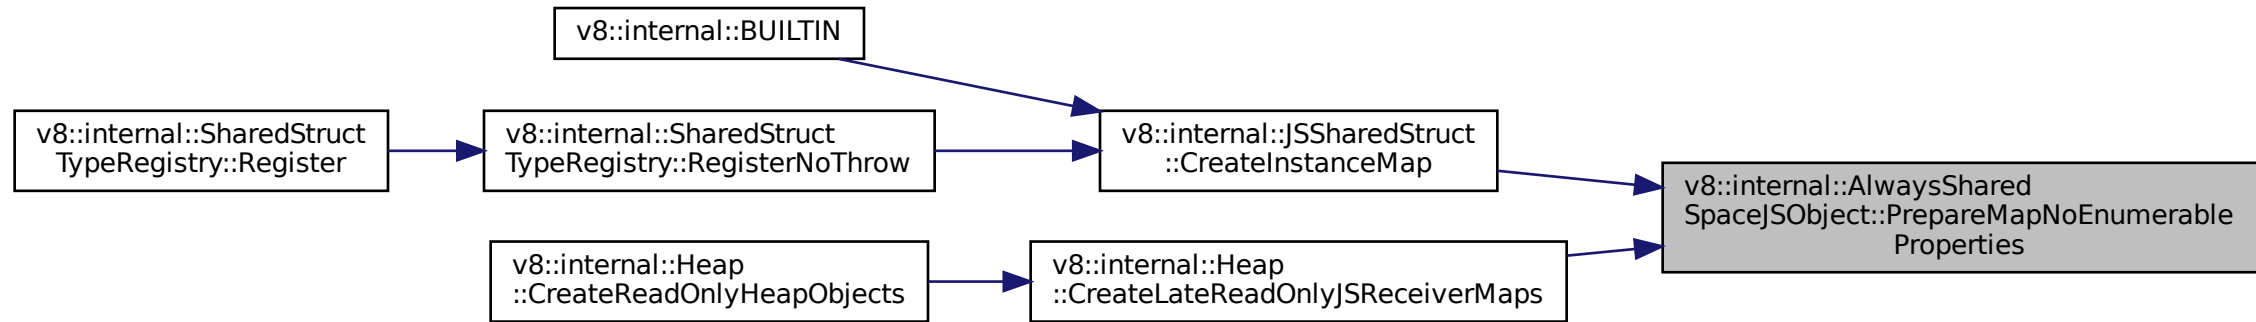 v8::internal::BUILTIN
v8::internal::SharedStruct
TypeRegistry::Register
v8::internal::SharedStruct
TypeRegistry::RegisterNoThrow
v8::internal::JSSharedStruct
::CreateInstanceMap
v8::internal::AlwaysShared
SpaceJSObject::PrepareMapNoEnumerable
Properties
v8::internal::Heap
::CreateReadOnlyHeapObjects
v8::internal::Heap
::CreateLateReadOnlyJSReceiverMaps